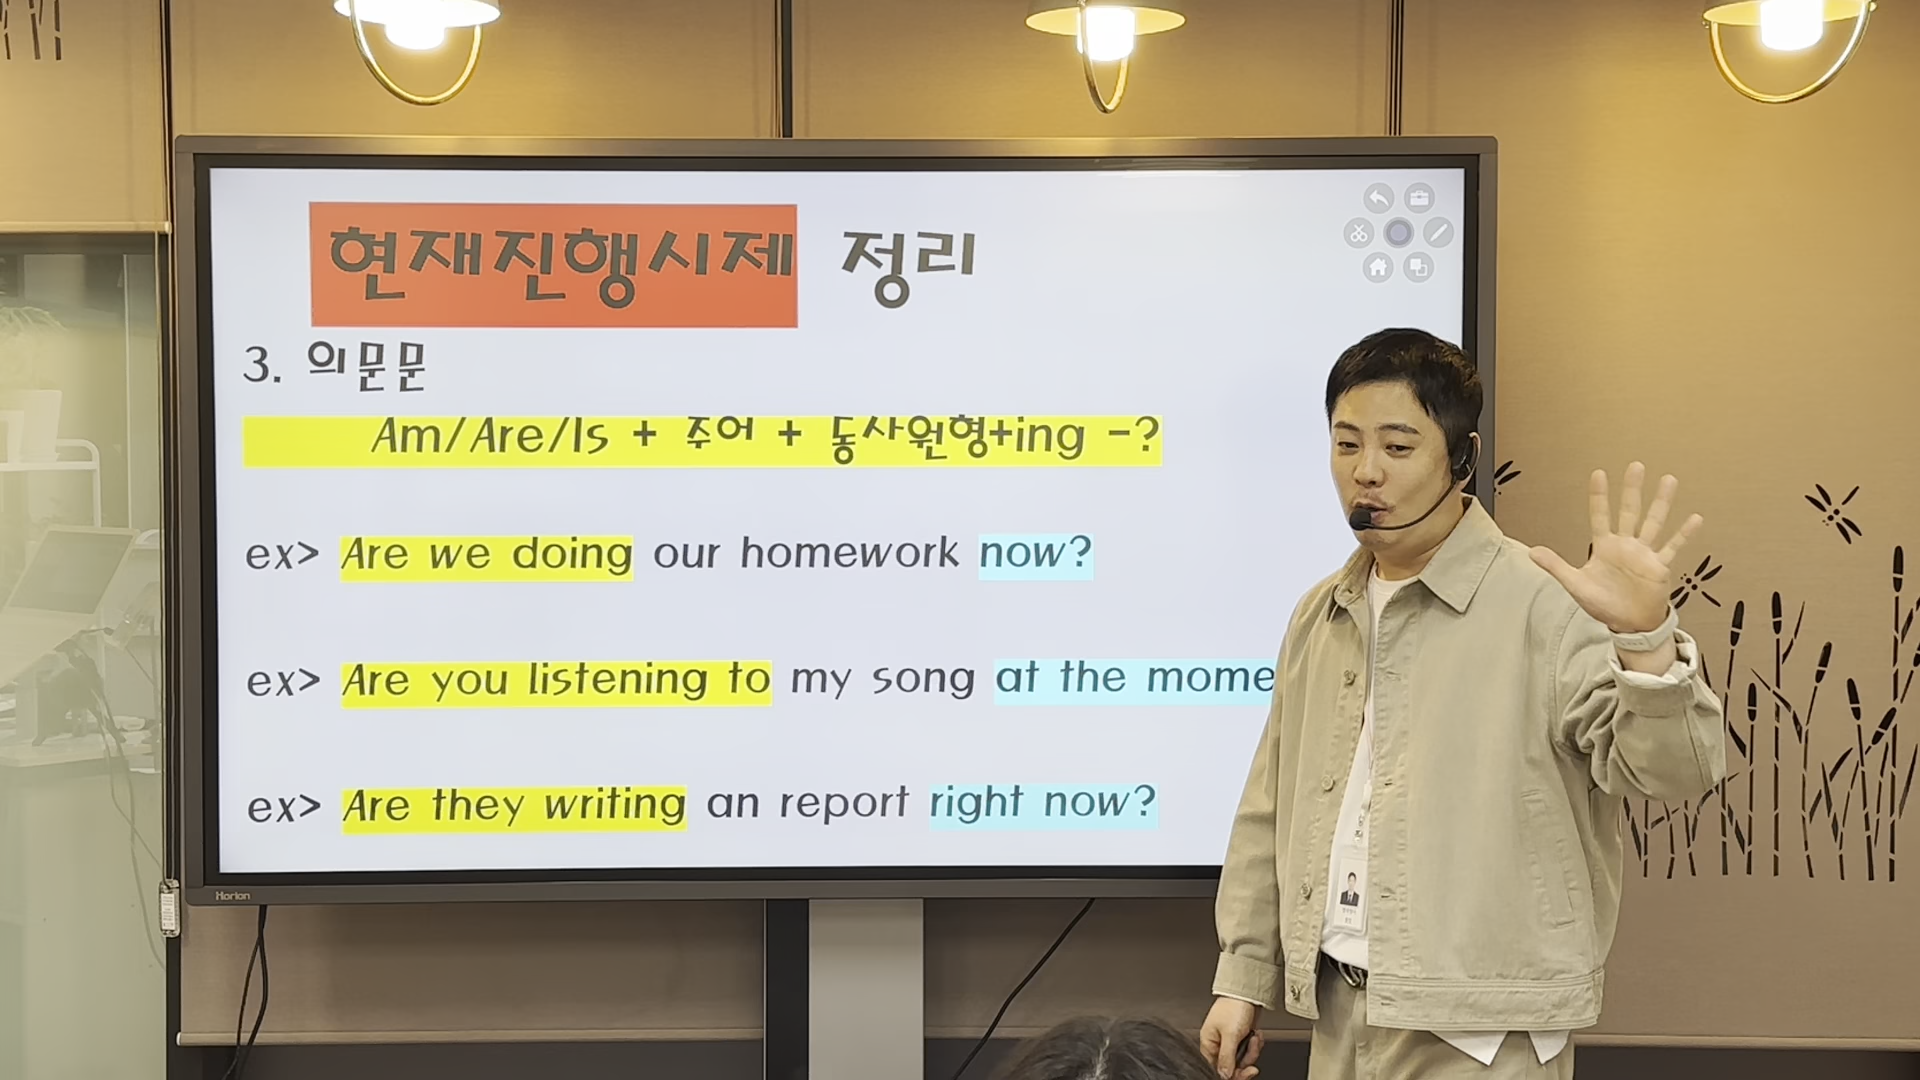 현재진행시제 정리
3. 의문문
Am/Are/Is + 주어 + 동사원형+ing -?
ex> Are we doing our homework now?
ex> Are you listening to my song at the mome
ex> Are they writing an report right now?
Horion